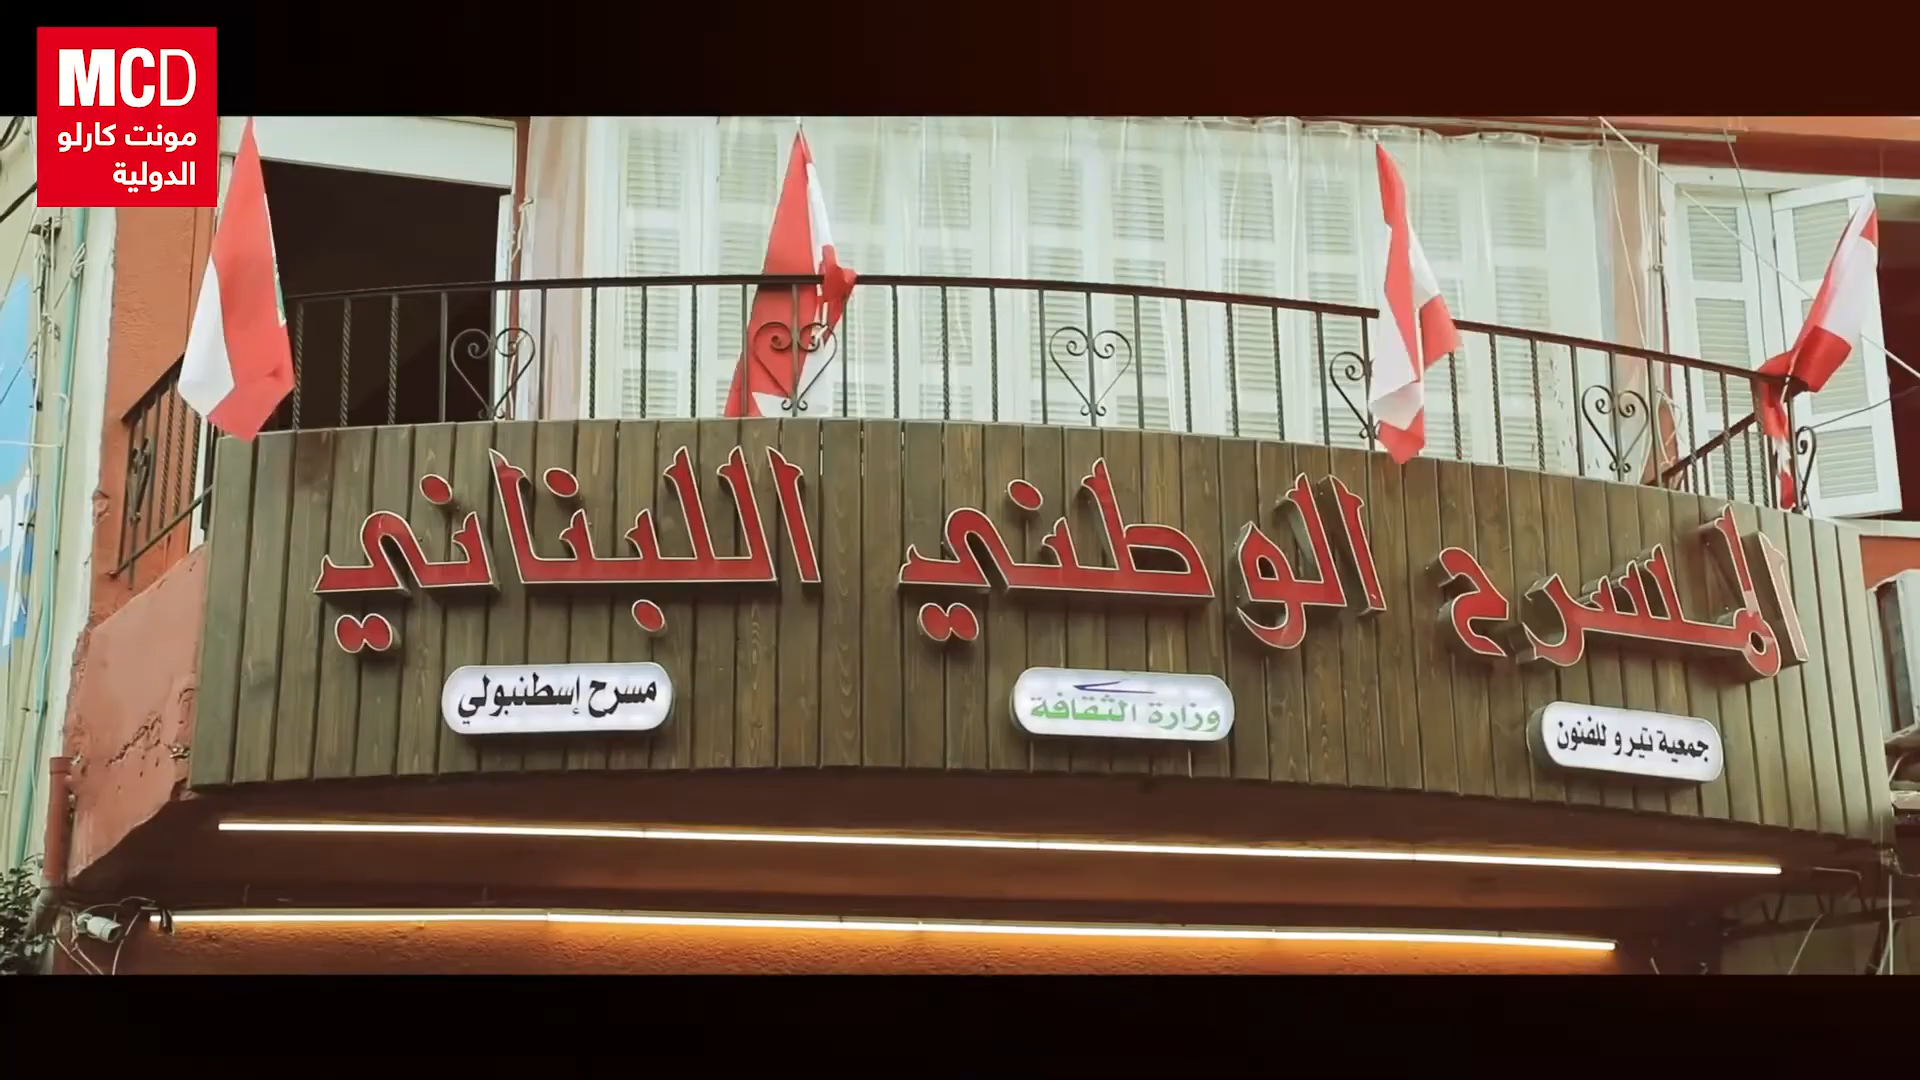 MCD
مونت كارلو
الدولية
المسرح الوطني اللبناني
جمعية تيرو للفنون
وزارة الثقافة
مسرح إسطنبولي